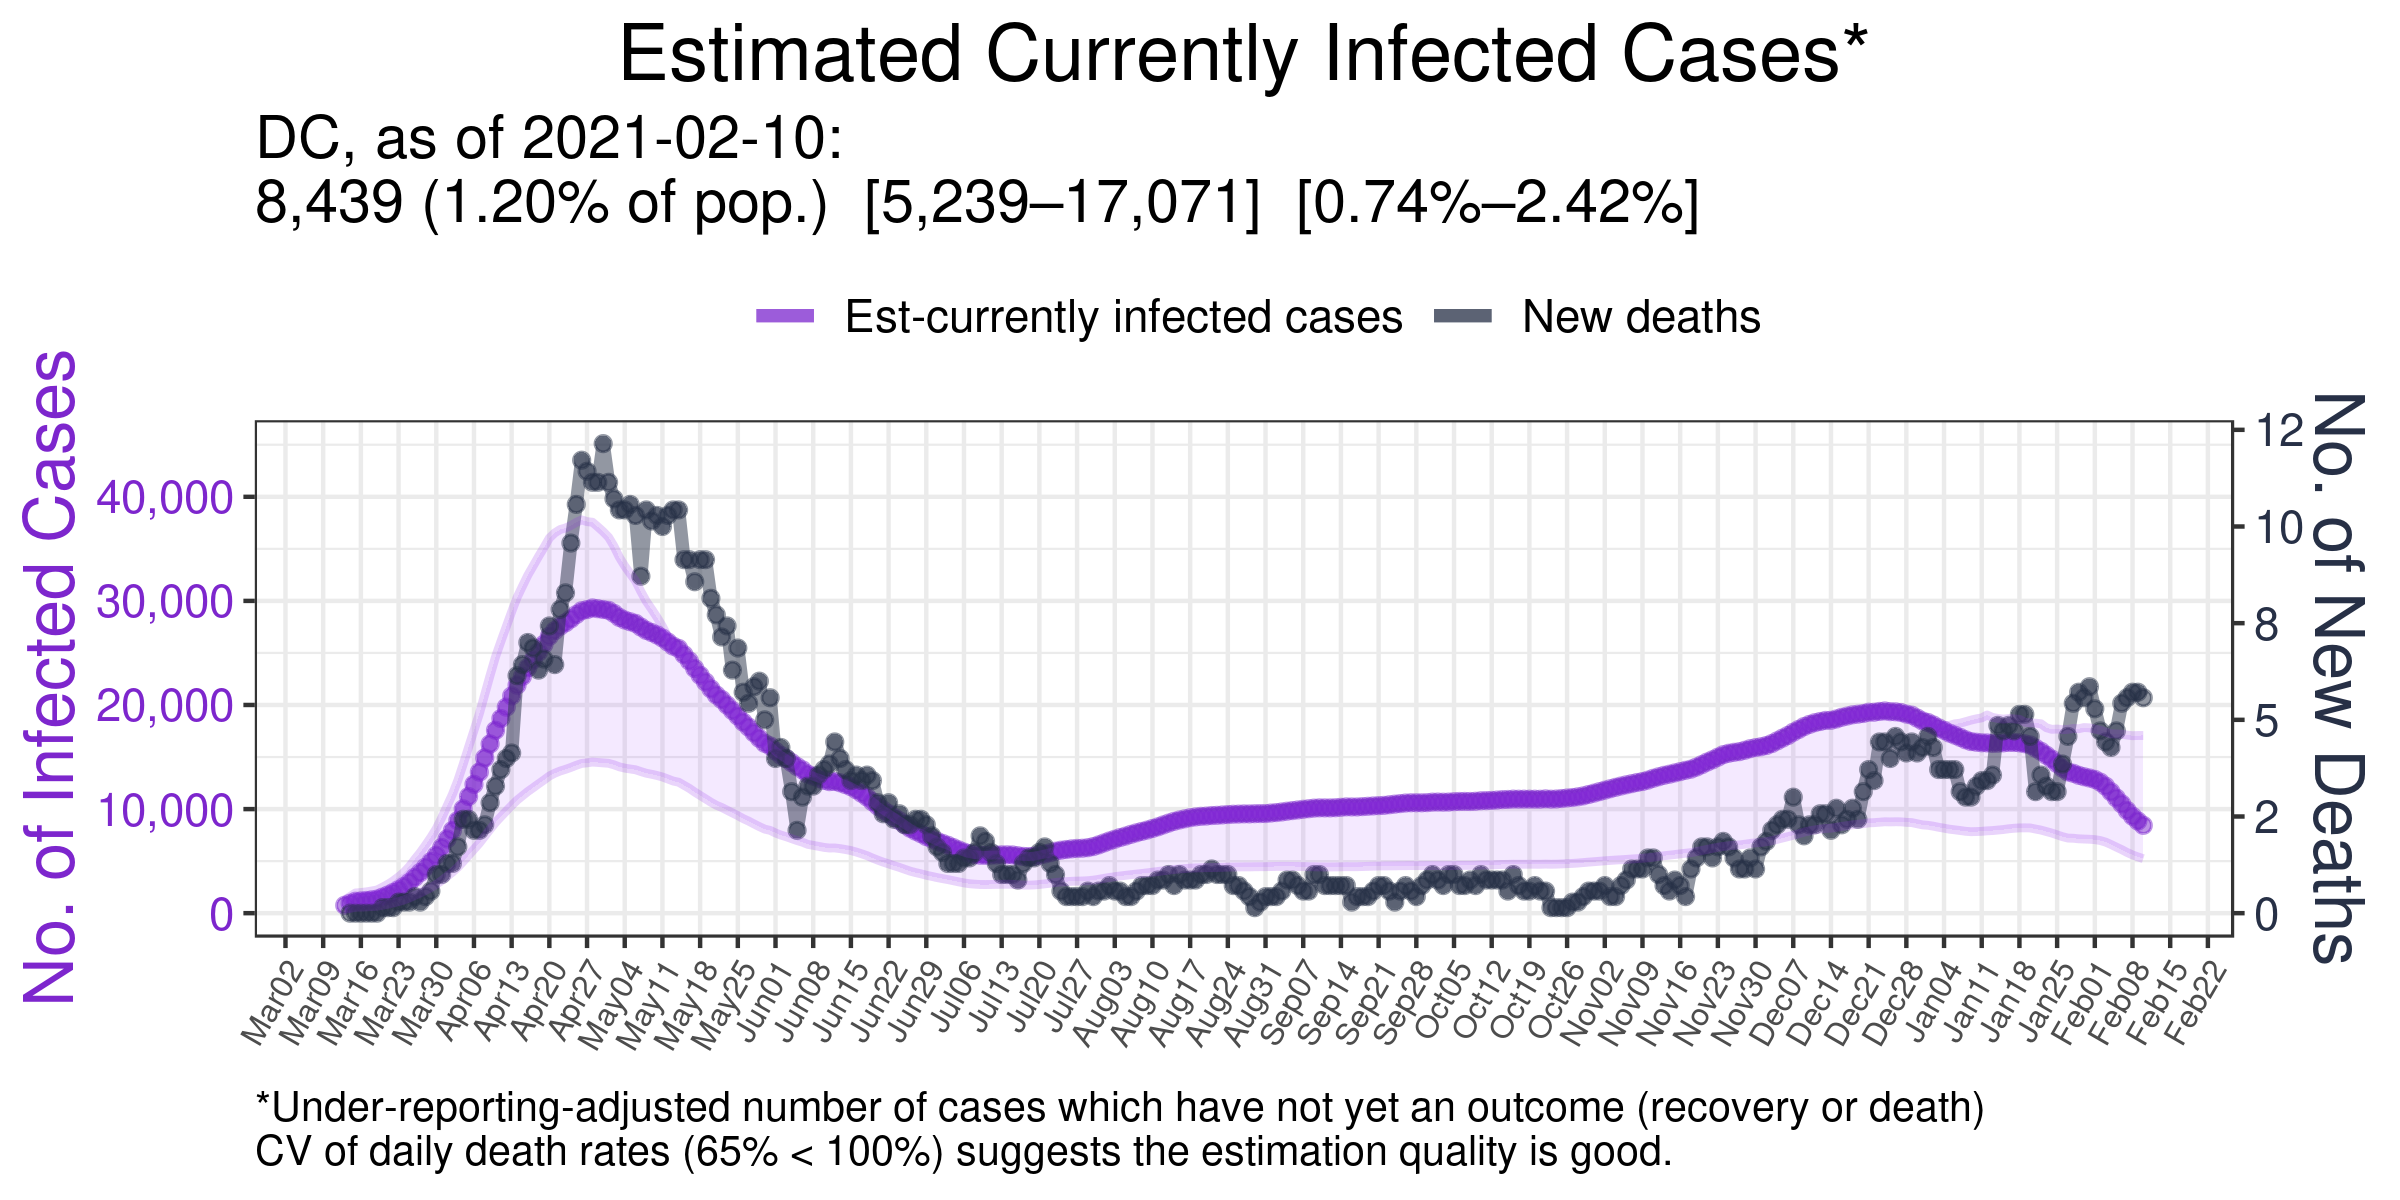 Estimated Currently Infected Cases*
DC, as of 2021-02-10:
8,439 (1.20% of pop.)  [5,239–17,071]  [0.74%–2.42%]
Est-currently infected cases
New deaths
No. of Infected Cases
40,000
30,000
20,000
10,000
0
12
10
8
5
2
0
No. of New Deaths
Mar02
Mar09
Mar16
Mar23
Mar30
Apr06
Apr13
Apr20
Apr27
May04
May11
May18
May25
Jun01
Jun08
Jun15
Jun22
Jun29
Jul06
Jul13
Jul20
Jul27
Aug03
Aug10
Aug17
Aug24
Aug31
Sep07
Sep14
Sep21
Sep28
Oct05
Oct12
Oct19
Oct26
Nov02
Nov09
Nov16
Nov23
Nov30
Dec07
Dec14
Dec21
Dec28
Jan04
Jan11
Jan18
Jan25
Feb01
Feb08
Feb15
Feb22
*Under-reporting-adjusted number of cases which have not yet an outcome (recovery or death)
CV of daily death rates (65% < 100%) suggests the estimation quality is good.